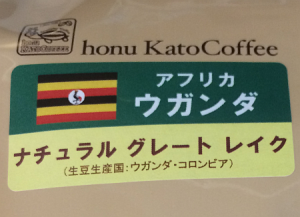 honu KatoCoffee
アフリカ
ウガンダ
ナチュラル グレート レイク
(生豆生産国:ウガンダ・コロンビア)